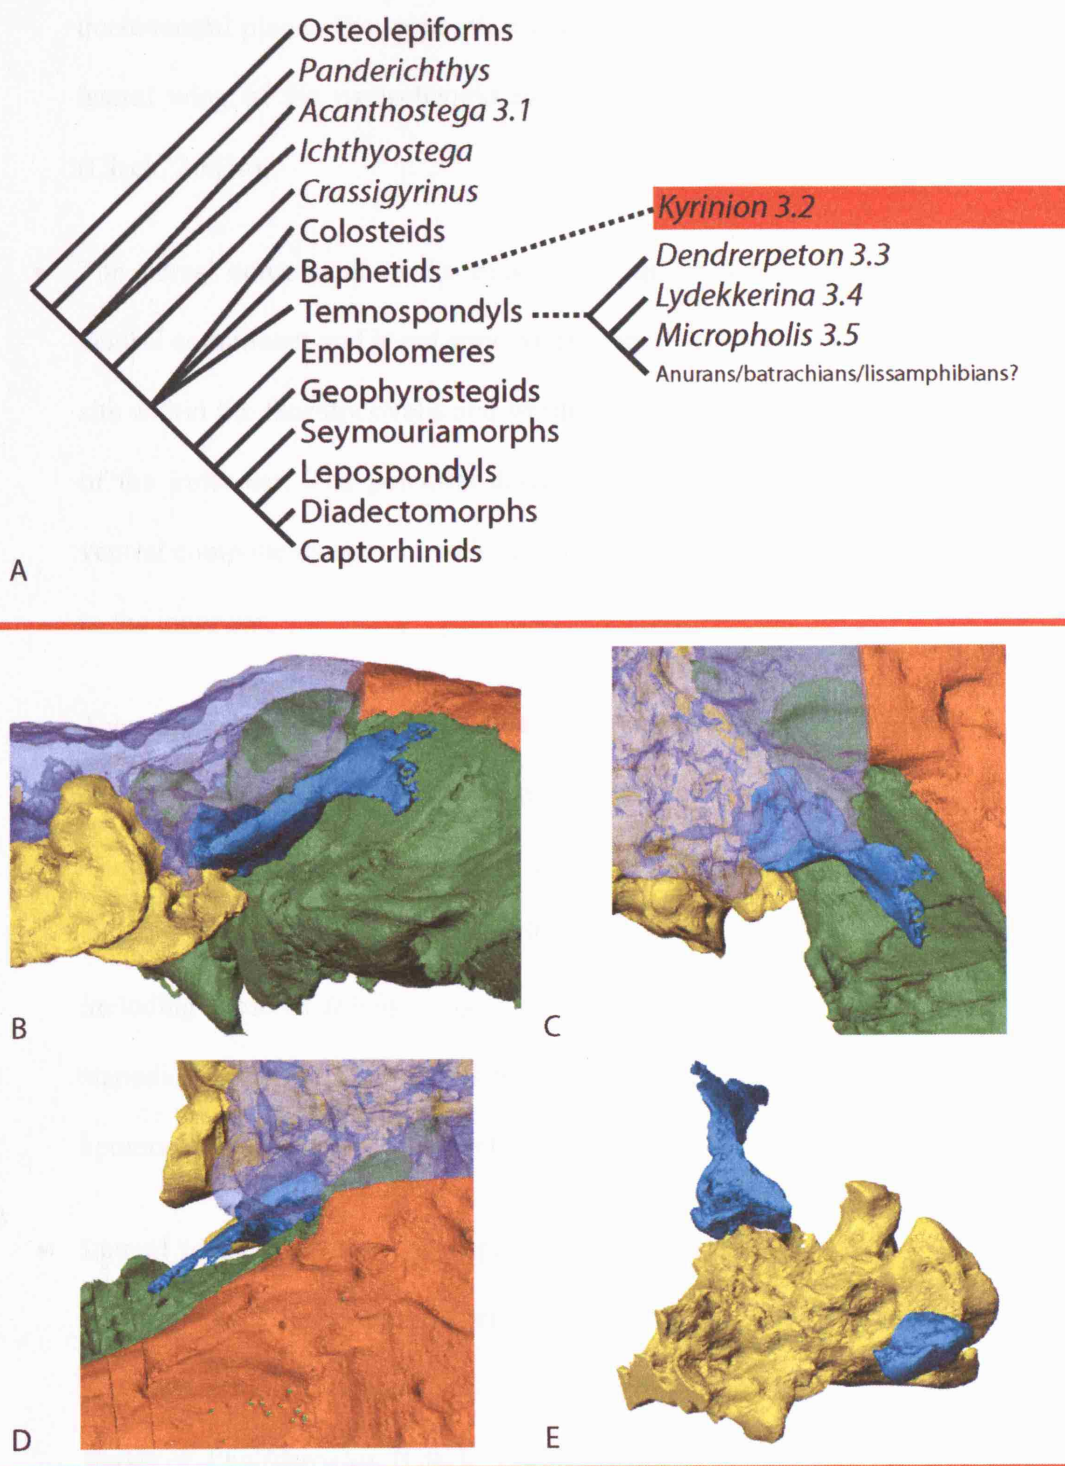 Osteolepiforms
Panderichthys
Acanthostega 3.1
Ichthyostega
Crassigyrinus
Colosteids
Baphetids
Temnospondyls
Embolomeres
Geophyrostegids
Seymouriamorphs
Lepospondyls
Diadectomorphs
Captorhinids
Kyrinion 3.2
Dendrerpeton 3.3
Lydekkerina 3.4
Micropholis 3.5
Anurans/batrachians/lissamphibians?
A
B
C
D
E